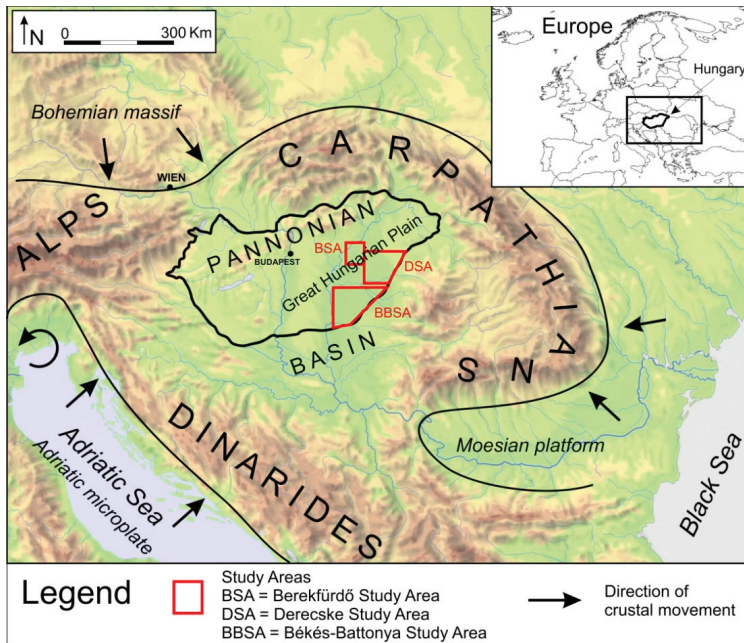 N
0 300 Km
Europe
Hungary
Bohemian massif
WIEN
ALPS
CARPATHIANS
PANNONIAN
BUDAPEST
Great Hungarian Plain
BSA
DSA
BBSA
BASIN
DINARIDES
Adriatic Sea
Adriatic microplate
Moesian platform
Black Sea
Legend
Study Areas
BSA = Berekfürdő Study Area
DSA = Derecske Study Area
BBSA = Békés-Battonya Study Area
Direction of
crustal movement